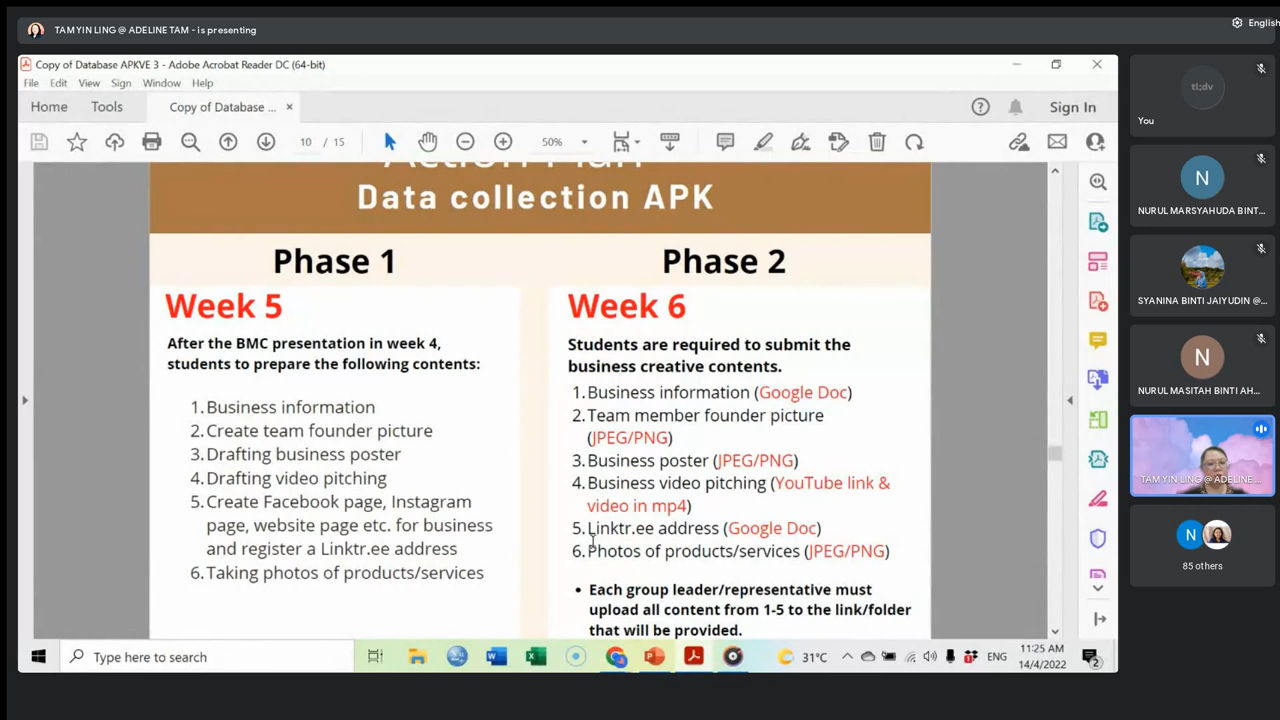 TAM YIN LING @ ADELINE TAM - is presenting
English
Copy of Database APKVE 3 - Adobe Acrobat Reader DC (64-bit)
File Edit View Sign Window Help
Home Tools Copy of Database ... × Sign In
10 / 15 50%
Action Plan
Data collection APK
Phase 1
Week 5
After the BMC presentation in week 4,
students to prepare the following contents:
1. Business information
2. Create team founder picture
3. Drafting business poster
4. Drafting video pitching
5. Create Facebook page, Instagram
page, website page etc. for business
and register a Linktr.ee address
6. Taking photos of products/services
Phase 2
Week 6
Students are required to submit the
business creative contents.
1. Business information (Google Doc)
2. Team member founder picture
(JPEG/PNG)
3. Business poster (JPEG/PNG)
4. Business video pitching (YouTube link &
video in mp4)
5. Linktr.ee address (Google Doc)
6. Photos of products/services (JPEG/PNG)
• Each group leader/representative must
upload all content from 1-5 to the link/folder
that will be provided.
Type here to search
31°C
ENG
11:25 AM
14/4/2022
2
tl;dv
You
N
NURUL MARSYAHUDA BINT...
SYANINA BINTI JAIYUDIN @...
N
NURUL MASITAH BINTI AH...
TAM YIN LING @ ADELINE ...
N
85 others